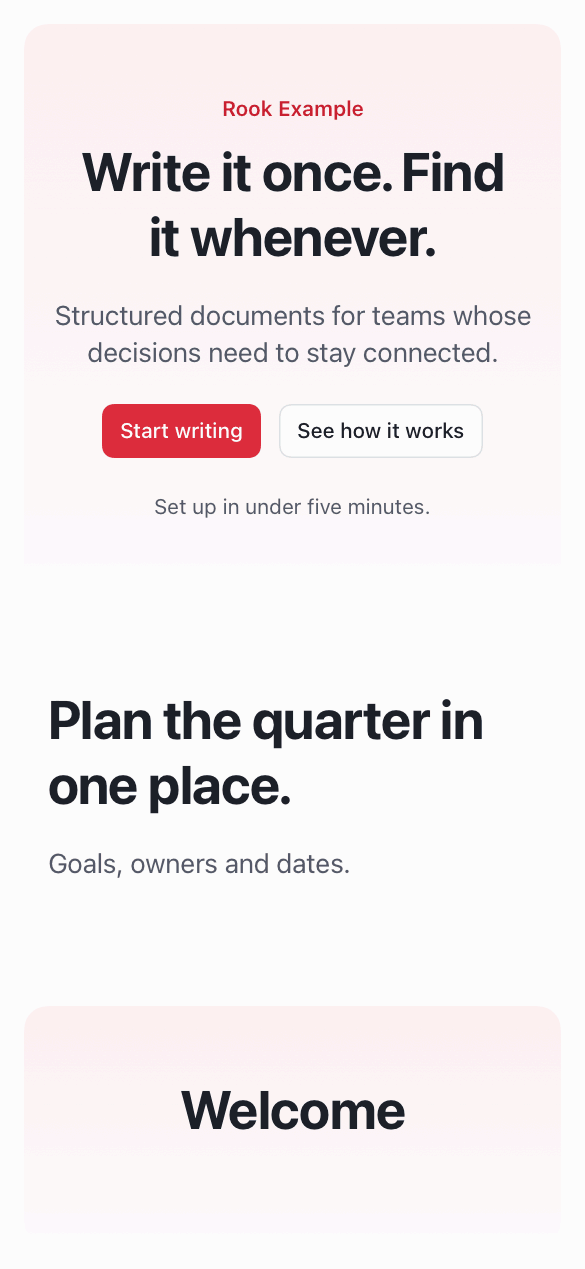 Rook Example
Write it once. Find
it whenever.
Structured documents for teams whose
decisions need to stay connected.
Start writing
See how it works
Set up in under five minutes.
Plan the quarter in
one place.
Goals, owners and dates.
Welcome